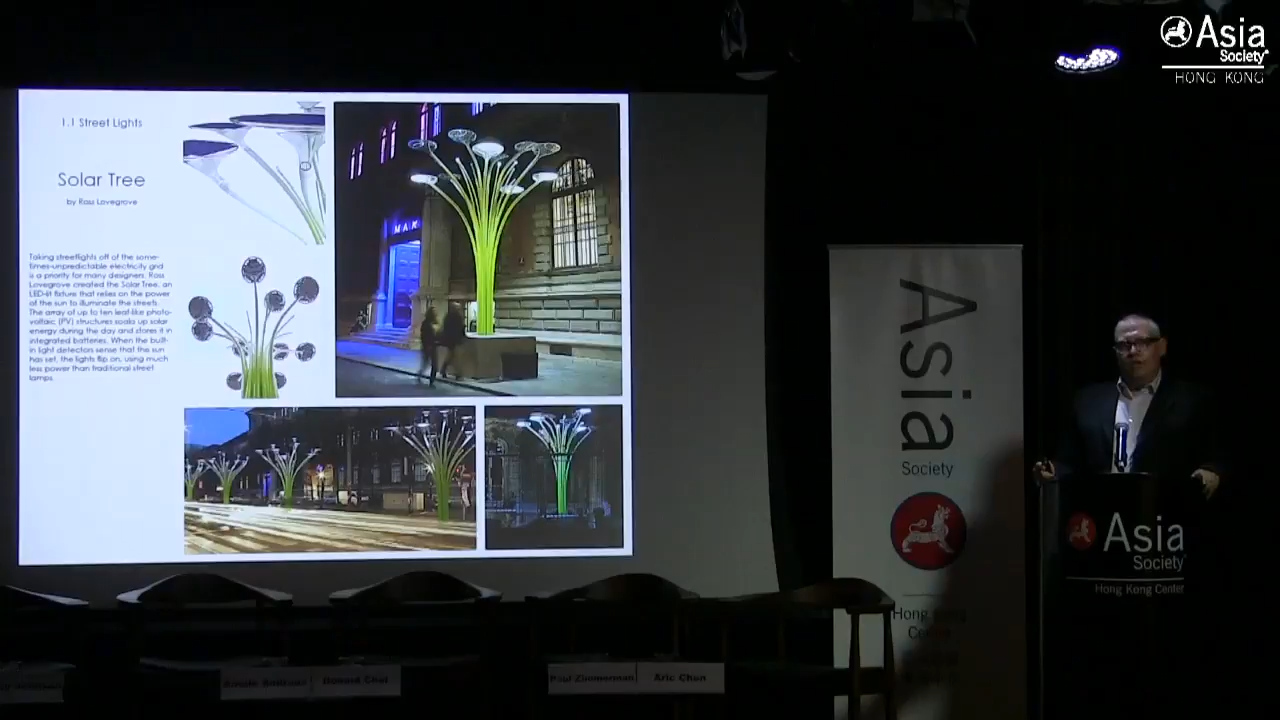 Asia
Society
HONG KONG
1.1 Street Lights
Solar Tree
by Ross Lovegrove
Taking streetlights off of the some-
times-unpredictable electricity grid
is a priority for many designers. Ross
Lovegrove created the Solar Tree, an
LED-lit fixture that relies on the power
of the sun to illuminate the streets.
The array of up to ten leaf-like photo-
voltaic (PV) structures soaks up solar
energy during the day and stores it in
integrated batteries. When the built-
in light detectors sense that the sun
has set, the lights flip on, using much
less power than traditional street
lamps.
MAK
Asia
Society
Hong Kong
Asia
Society
Hong Kong Center
Paul Zimmerman
Aric Chen